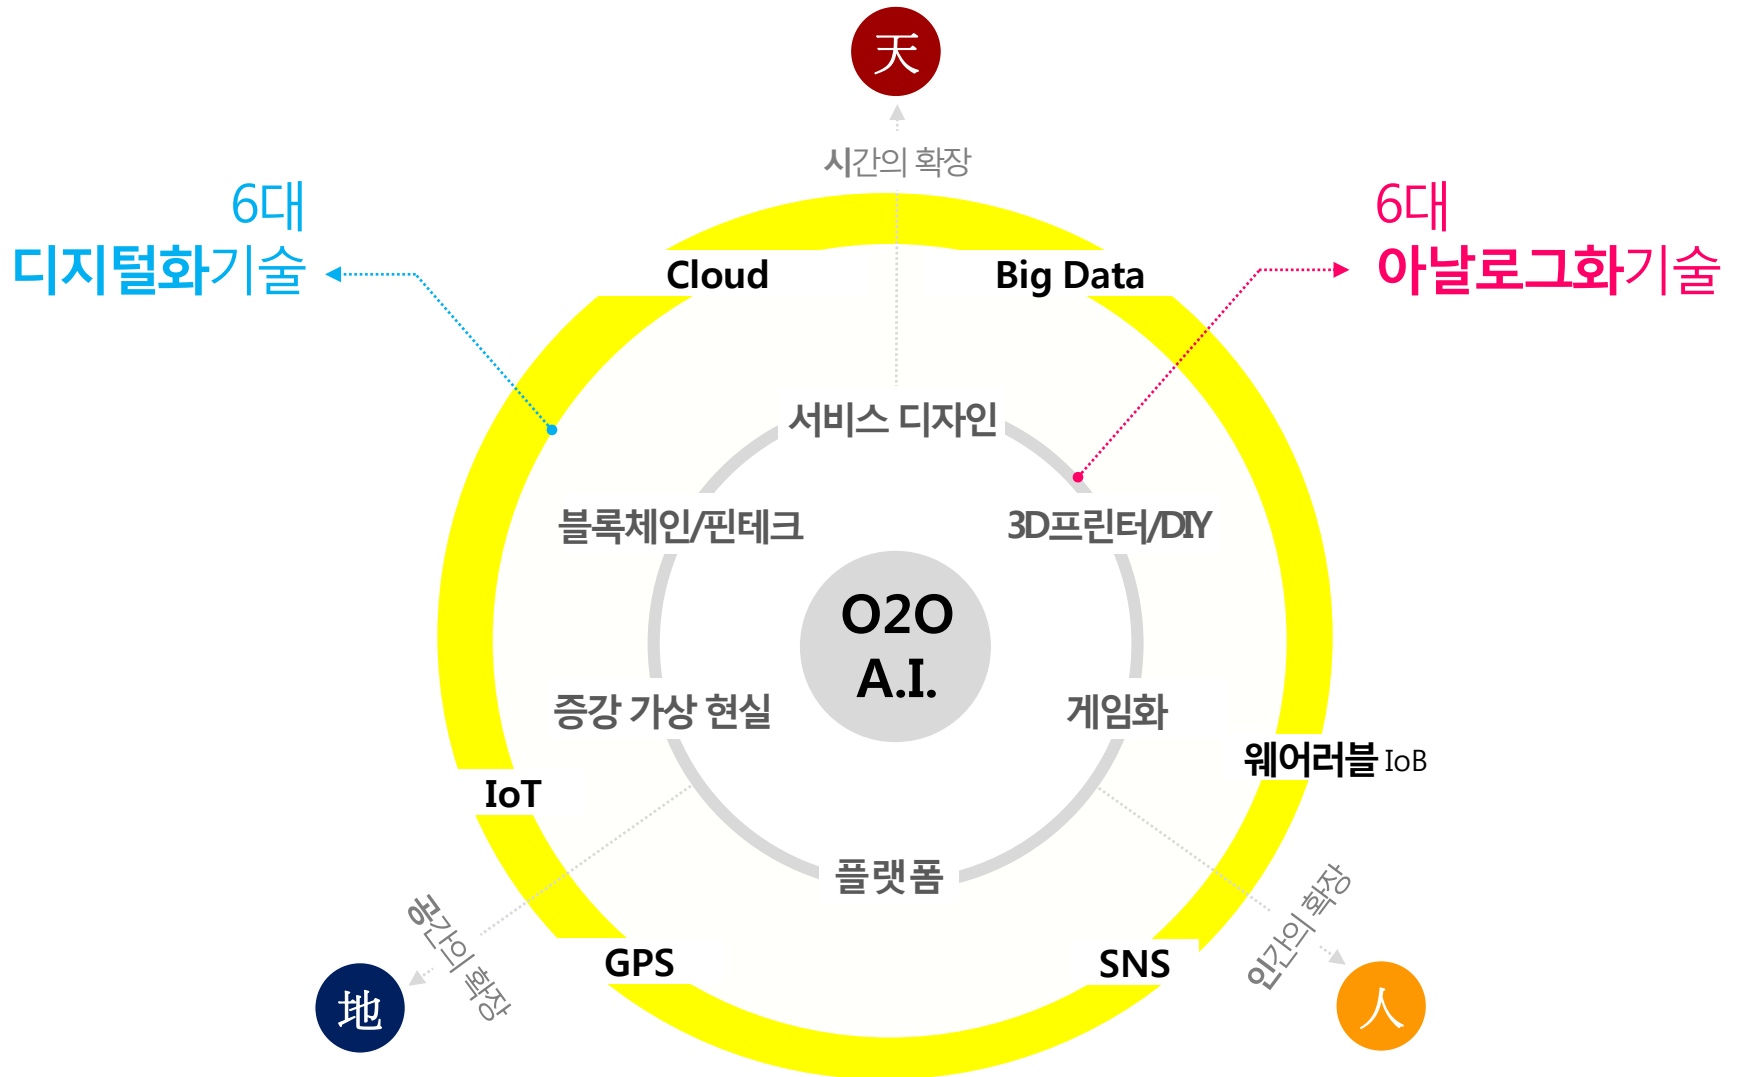 天
시간의 확장
6대
디지털화기술
6대
아날로그화기술
Cloud
Big Data
서비스 디자인
블록체인/핀테크
3D프린터/DIY
O2O
A.I.
증강 가상 현실
게임화
웨어러블 IoB
IoT
플랫폼
공간의 확장
인간의 확장
GPS
SNS
地
人